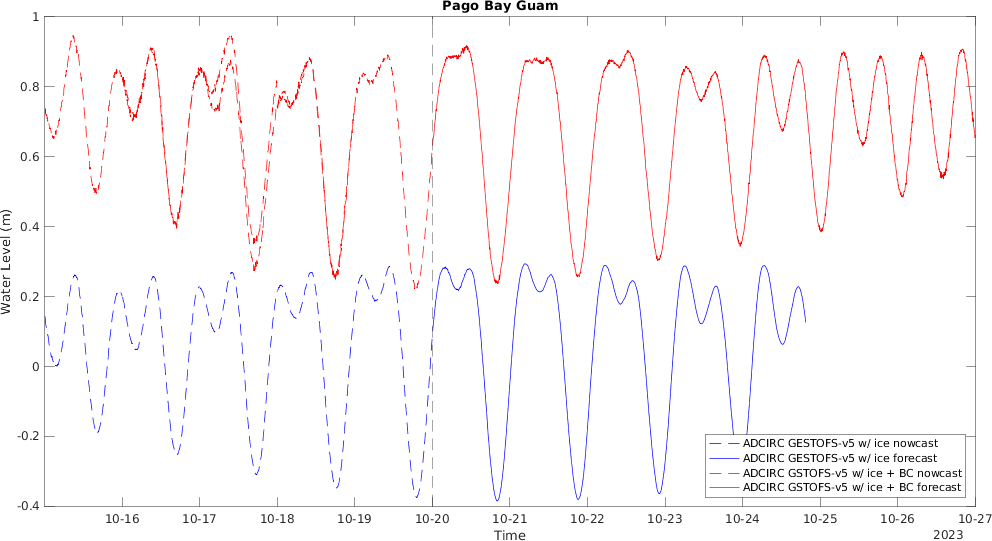 Pago Bay Guam
Water Level (m)
1
0.8
0.6
0.4
0.2
0
-0.2
-0.4
ADCIRC GESTOFS-v5 w/ ice nowcast
ADCIRC GESTOFS-v5 w/ ice forecast
ADCIRC GSTOFS-v5 w/ ice + BC nowcast
ADCIRC GSTOFS-v5 w/ ice + BC forecast
10-16 10-17 10-18 10-19 10-20 10-21 10-22 10-23 10-24 10-25 10-26 10-27
Time
2023